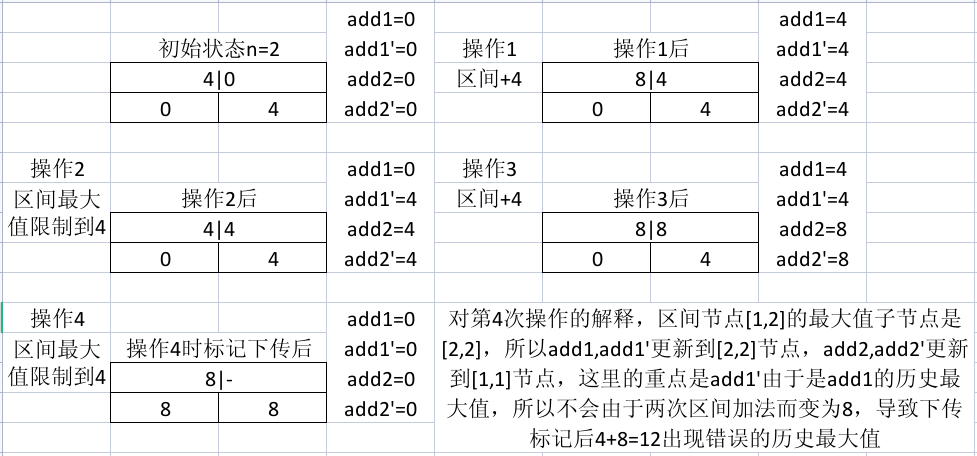 add1=0
初始状态n=2
add1'=0
4|0
add2=0
0 4
add2'=0
add1=4
操作1
操作1后
add1'=4
区间+4
8|4
add2=4
0 4
add2'=4
操作2
add1=0
区间最大
值限制到4
操作2后
add1'=4
4|4
add2=4
0 4
add2'=4
操作3
add1=4
区间+4
操作3后
add1'=4
8|8
add2=8
0 4
add2'=8
操作4
add1=0
区间最大
值限制到4
操作4时标记下传后
add1'=0
8|-
add2=0
8 8
add2'=0
对第4次操作的解释，区间节点[1,2]的最大值子节点是
[2,2]，所以add1,add1'更新到[2,2]节点，add2,add2'更新
到[1,1]节点，这里的重点是add1'由于是add1的历史最
大值，所以不会由于两次区间加法而变为8，导致下传
标记后4+8=12出现错误的历史最大值